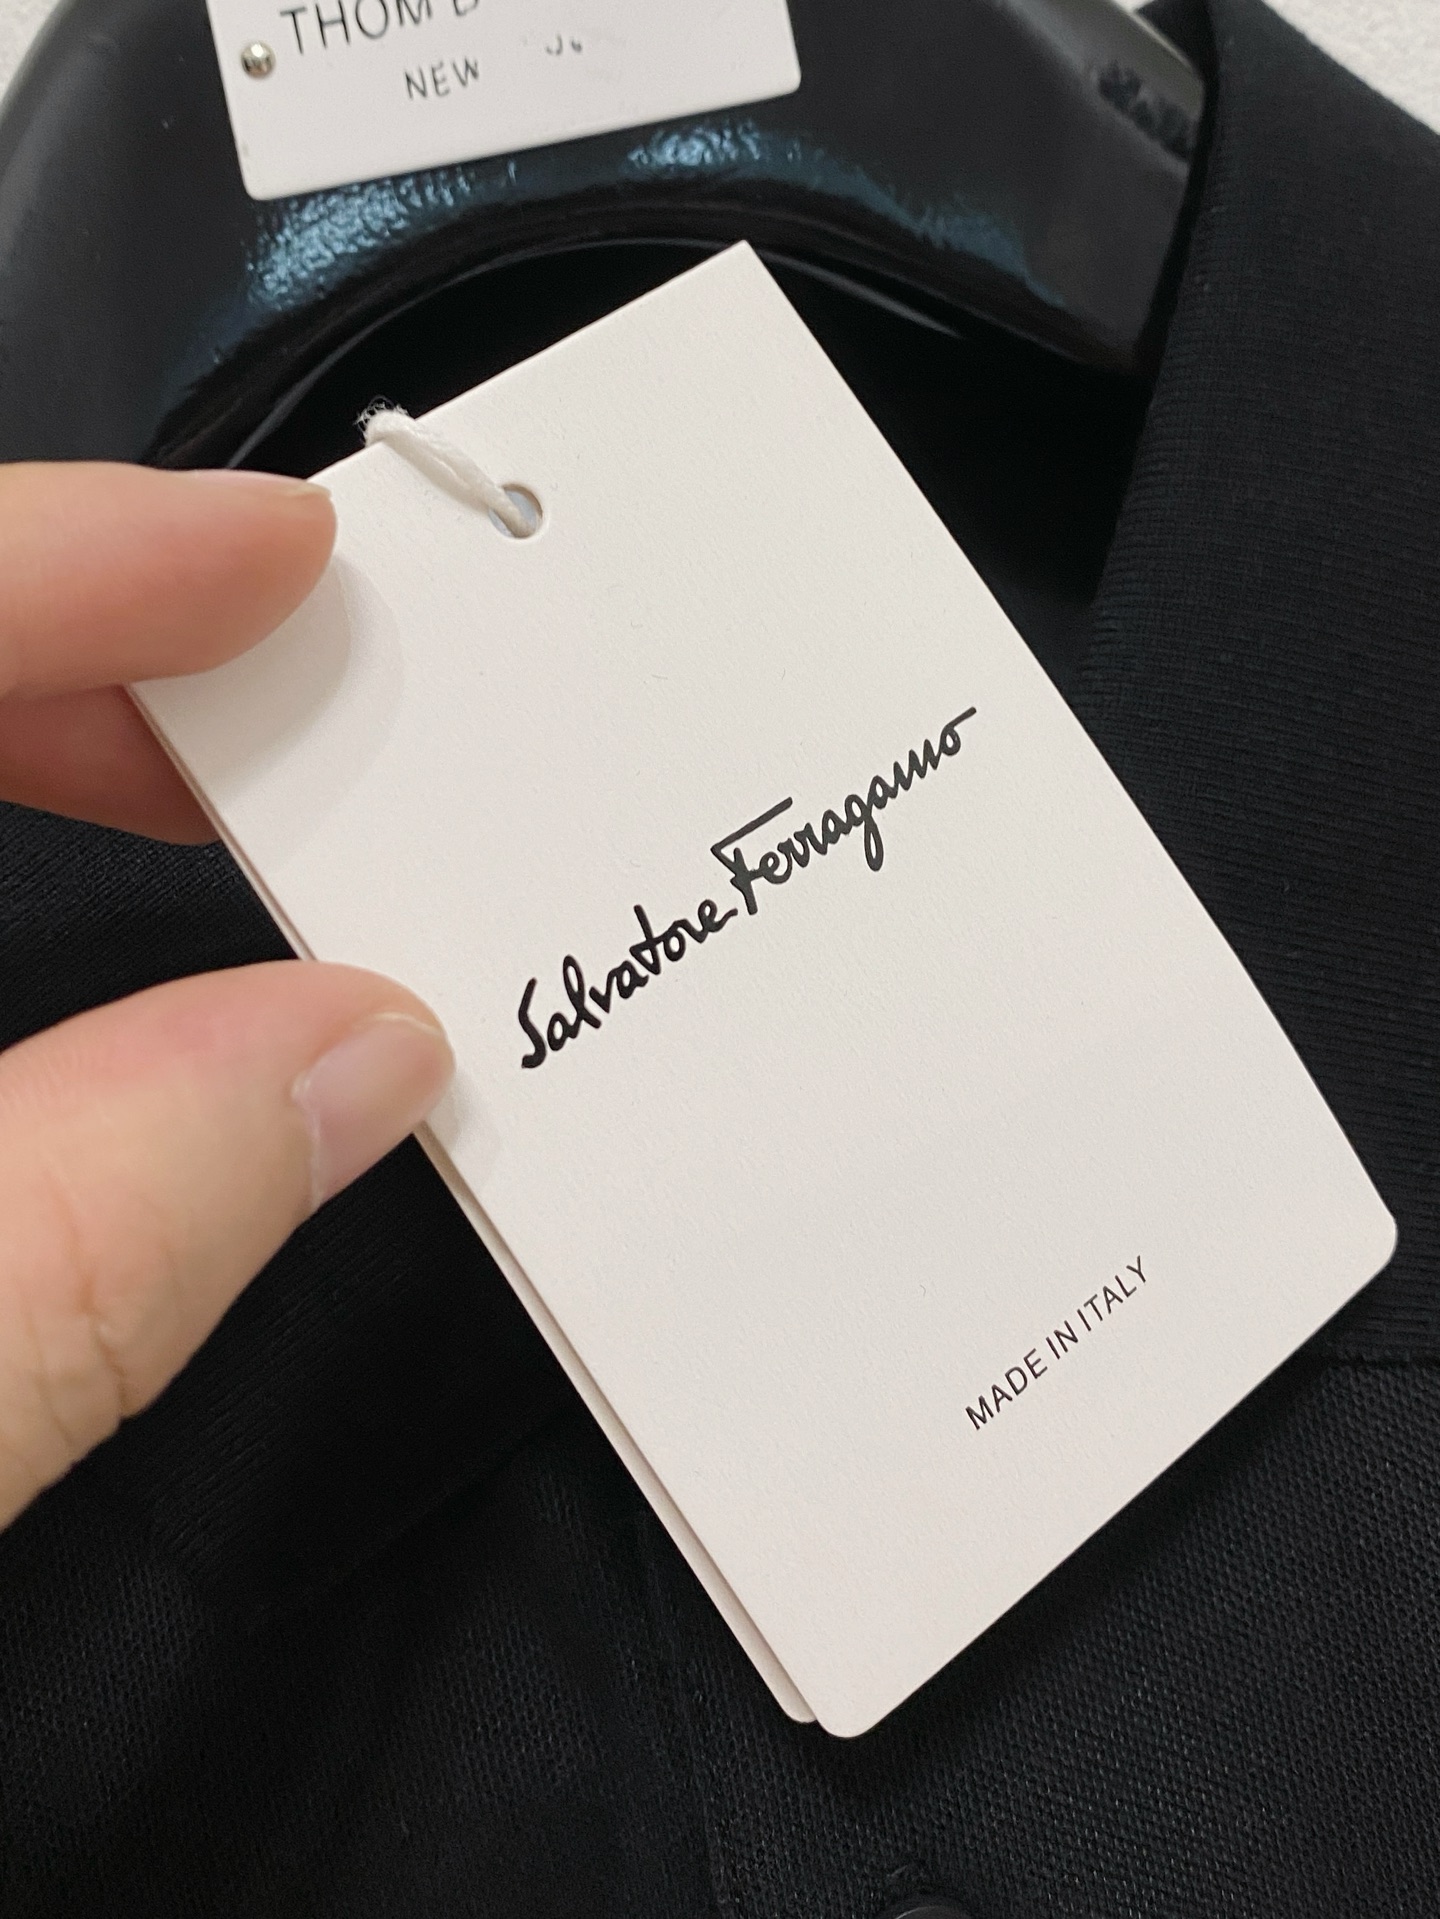 THOM
NEW
Salvatore Ferragamo
MADE IN ITALY